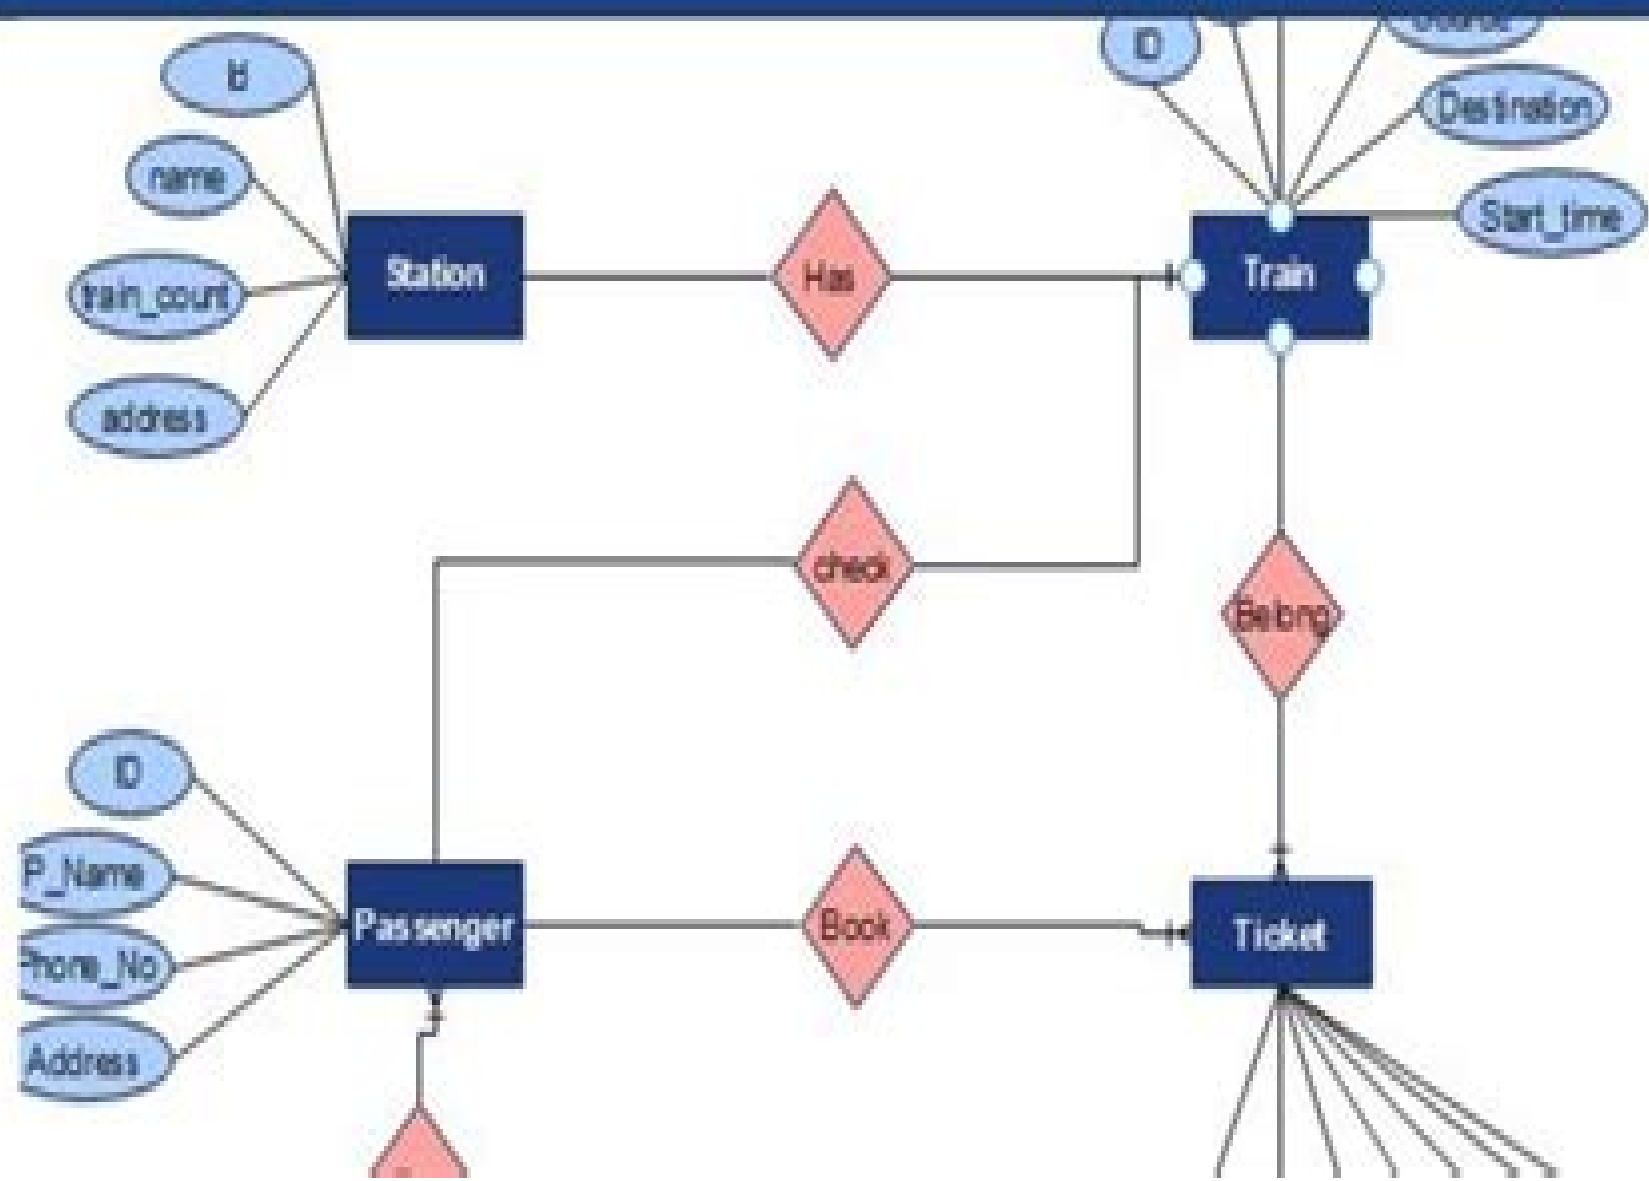 ID
Destination
Start_time
Id
name
train_count
address
Station
Has
Train
check
Belong
ID
P_Name
Phone_No
Address
Passenger
Book
Ticket